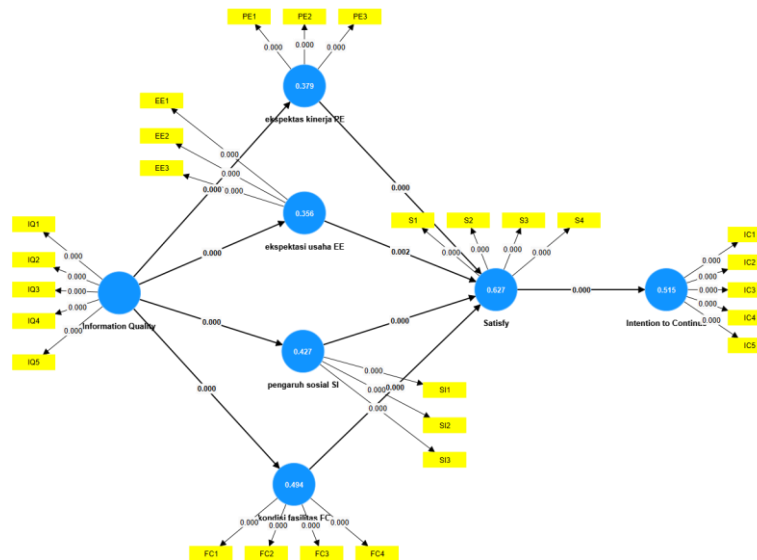 PE1 PE2 PE3
0.000 0.000 0.000
0.379
ekspektas kinerja PE
EE1
EE2
EE3
0.000
0.000
0.000
0.000
0.356
ekspektasi usaha EE
0.000
0.000
0.002
S1 S2 S3 S4
0.000 0.000 0.000 0.000
0.627
Satisfy
IQ1
IQ2
IQ3
IQ4
IQ5
0.000
0.000
0.000
0.000
0.000
Information Quality
0.000
0.000
0.427
pengaruh sosial SI
0.000
0.000
0.000
0.000
SI1
SI2
SI3
0.000
0.000
0.515
Intention to Continu
0.000
0.000
0.000
0.000
0.000
IC1
IC2
IC3
IC4
IC5
0.000
0.494
kondisi fasilitas FC
0.000 0.000 0.000 0.000
FC1 FC2 FC3 FC4